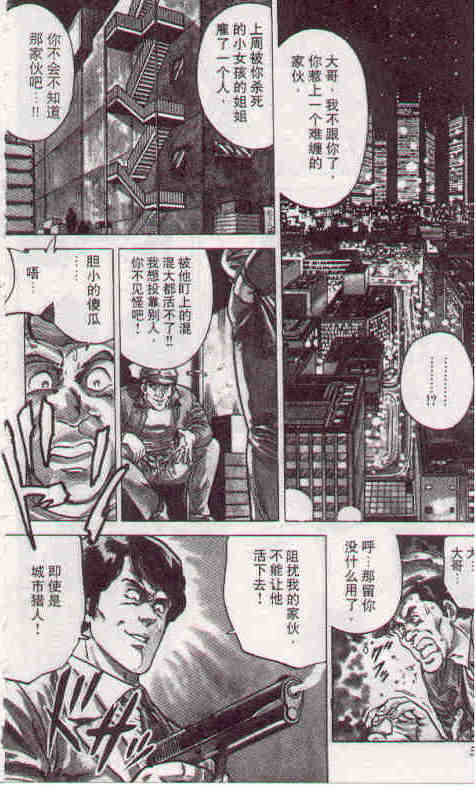 大哥、我不跟你了，
你惹上一个难缠的
家伙。
…………
…………!?
上周被你杀死
的小女孩的姐姐
雇了一个人，
你不会不知道
那家伙吧…!!
被他盯上的混
混大都活不了!!
我想投靠别人，
你不见怪吧！
……
胆小的傻瓜
唔…
大哥…
呼…那留你
没什么用了。
阻扰我的家伙，
不能让他
活下去！
即使是
城市猎人！